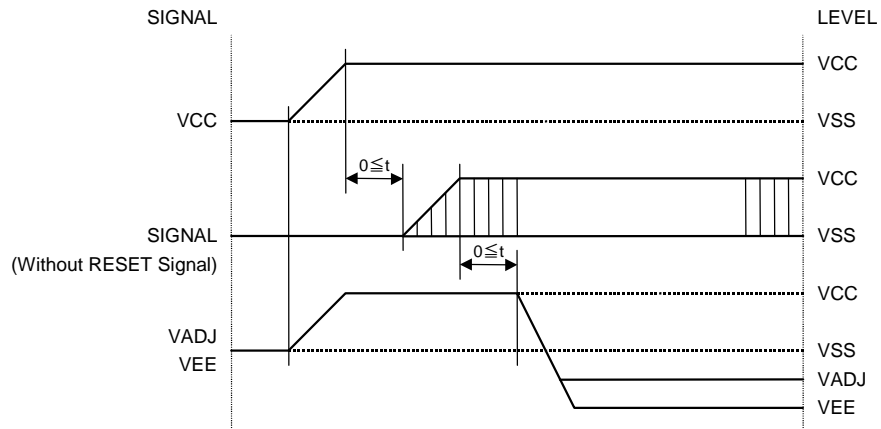 SIGNAL LEVEL
VCC
VCC VSS
0≦t
VCC
SIGNAL VSS
(Without RESET Signal)
0≦t
VCC
VADJ
VSS
VEE
VADJ
VEE